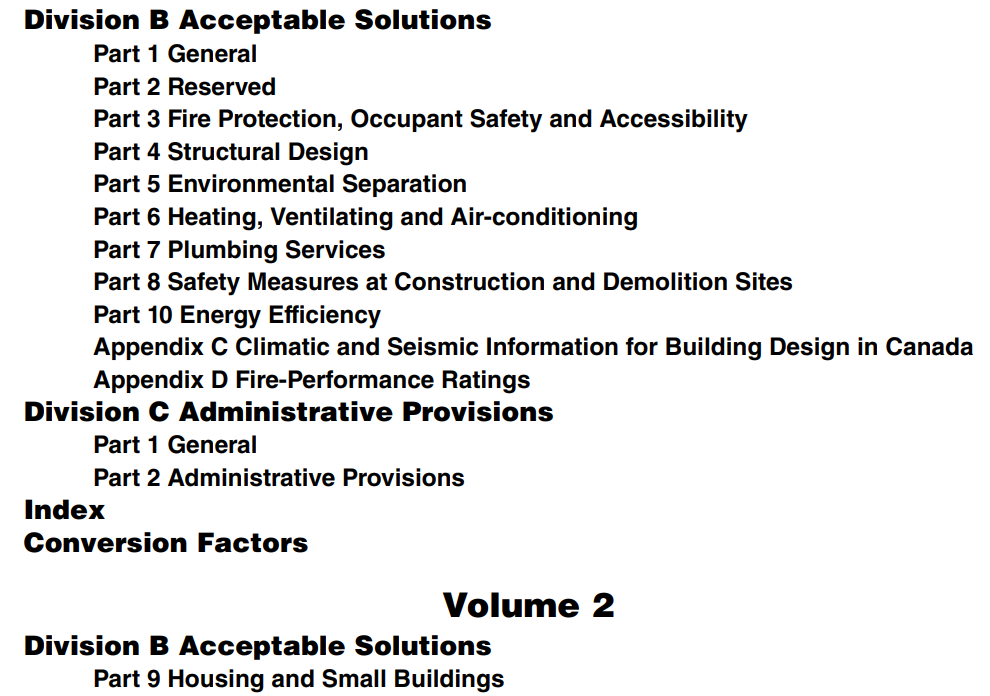 Division B Acceptable Solutions
Part 1 General
Part 2 Reserved
Part 3 Fire Protection, Occupant Safety and Accessibility
Part 4 Structural Design
Part 5 Environmental Separation
Part 6 Heating, Ventilating and Air-conditioning
Part 7 Plumbing Services
Part 8 Safety Measures at Construction and Demolition Sites
Part 10 Energy Efficiency
Appendix C Climatic and Seismic Information for Building Design in Canada
Appendix D Fire-Performance Ratings
Division C Administrative Provisions
Part 1 General
Part 2 Administrative Provisions
Index
Conversion Factors
Volume 2
Division B Acceptable Solutions
Part 9 Housing and Small Buildings